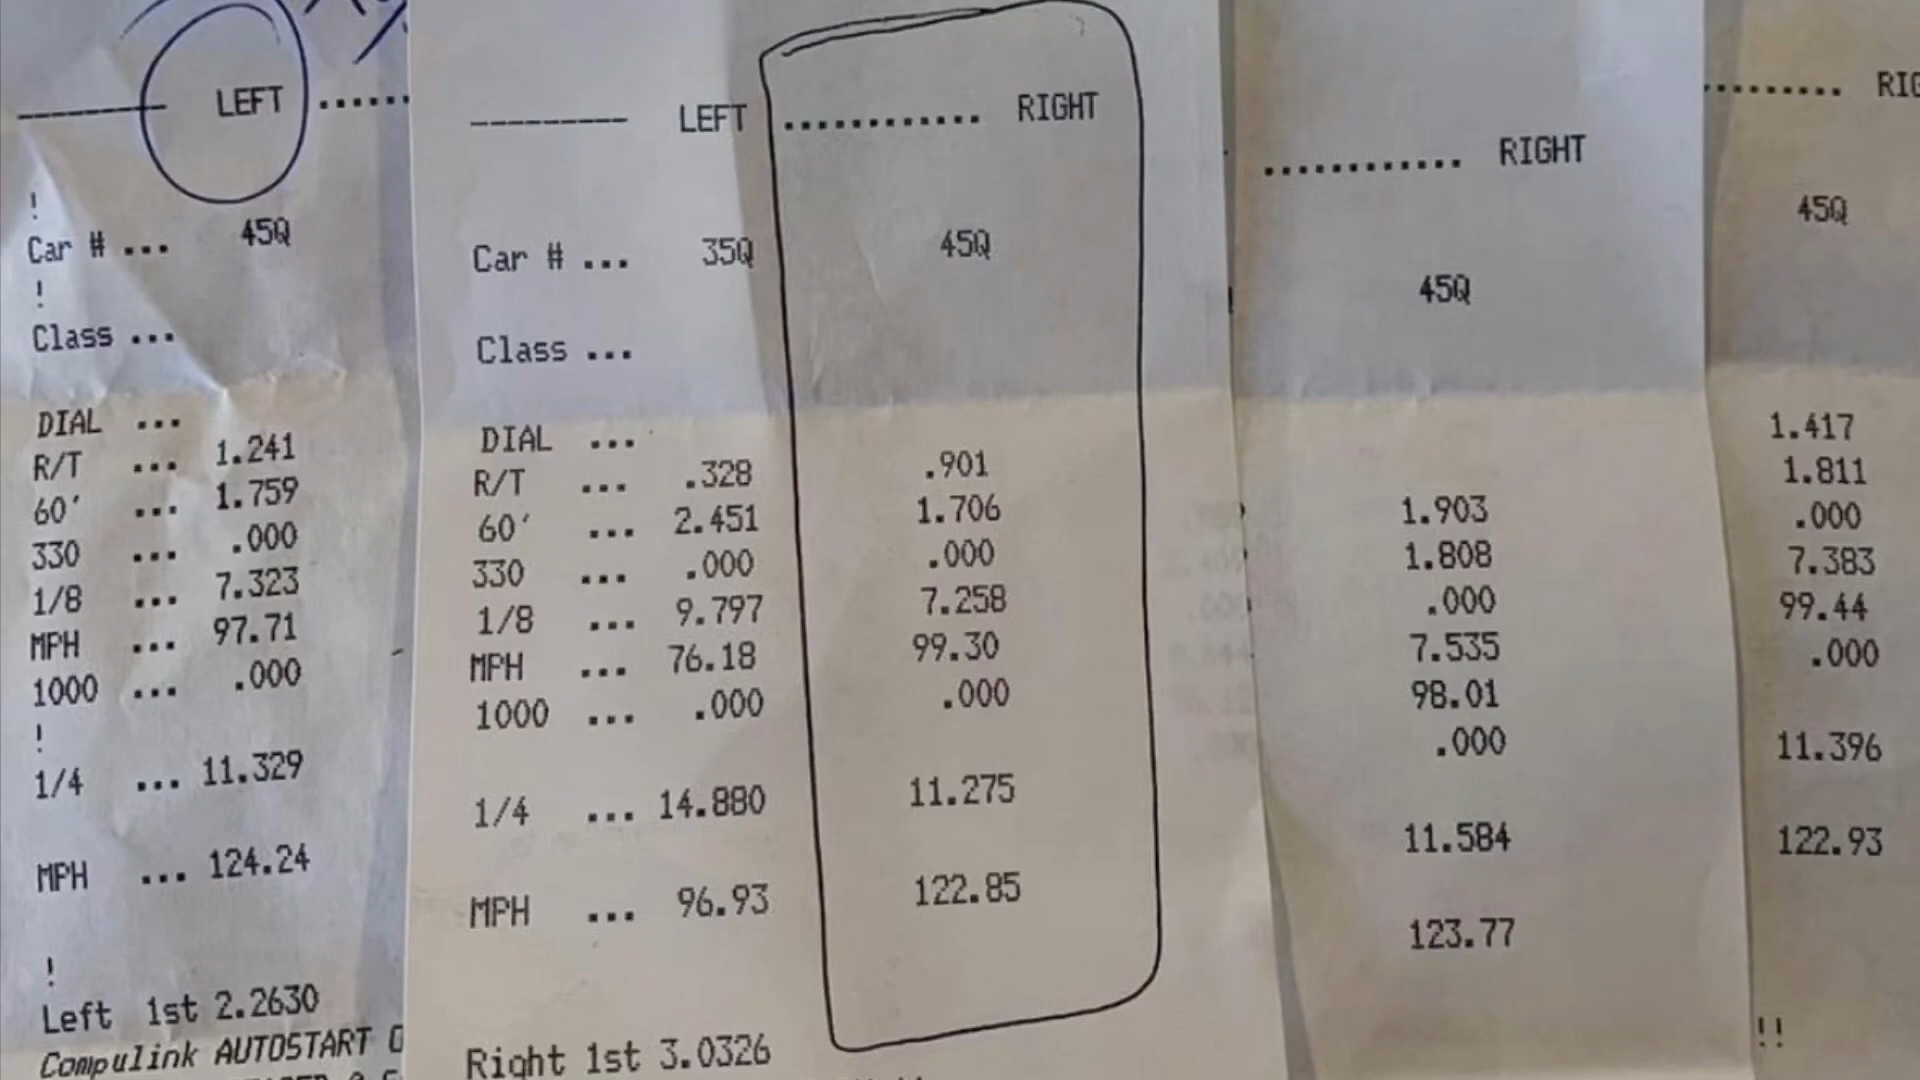 --------- LEFT ......
!
Car # ... 45Q
!
Class ...
DIAL ...
R/T ... 1.241
60' ... 1.759
330 ... .000
1/8 ... 7.323
MPH ... 97.71
1000 ... .000
!
1/4 ... 11.329
MPH ... 124.24
!
Left 1st 2.2630
Compulink AUTOSTART
--------- LEFT ............ RIGHT
Car # ... 35Q 45Q
Class ...
DIAL ...
R/T ... .328 .901
60' ... 2.451 1.706
330 ... .000 .000
1/8 ... 9.797 7.258
MPH ... 76.18 99.30
1000 ... .000 .000
1/4 ... 14.880 11.275
MPH ... 96.93 122.85
Right 1st 3.0326
............ RIGHT
45Q
1.903
1.808
.000
7.535
98.01
.000
11.584
123.77
......... RIG
45Q
1.417
1.811
.000
7.383
99.44
.000
11.396
122.93
!!